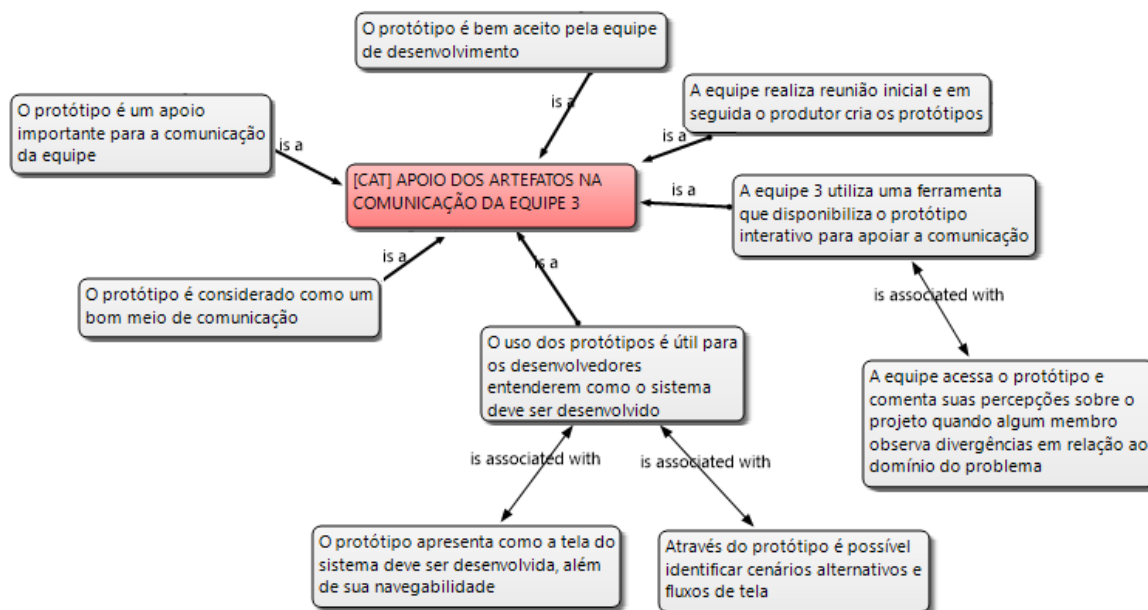 O protótipo é bem aceito pela equipe
de desenvolvimento
is a
A equipe realiza reunião inicial e em
seguida o produtor cria os protótipos
is a
O protótipo é um apoio
importante para a comunicação
da equipe
is a
[CAT] APOIO DOS ARTEFATOS NA
COMUNICAÇÃO DA EQUIPE 3
is a
A equipe 3 utiliza uma ferramenta
que disponibiliza o protótipo
interativo para apoiar a comunicação
is a
O protótipo é considerado como um
bom meio de comunicação
is a
is associated with
O uso dos protótipos é útil para
os desenvolvedores
entenderem como o sistema
deve ser desenvolvido
A equipe acessa o protótipo e
comenta suas percepções sobre o
projeto quando algum membro
observa divergências em relação ao
domínio do problema
is associated with
is associated with
O protótipo apresenta como a tela do
sistema deve ser desenvolvida, além
de sua navegabilidade
Através do protótipo é possível
identificar cenários alternativos e
fluxos de tela